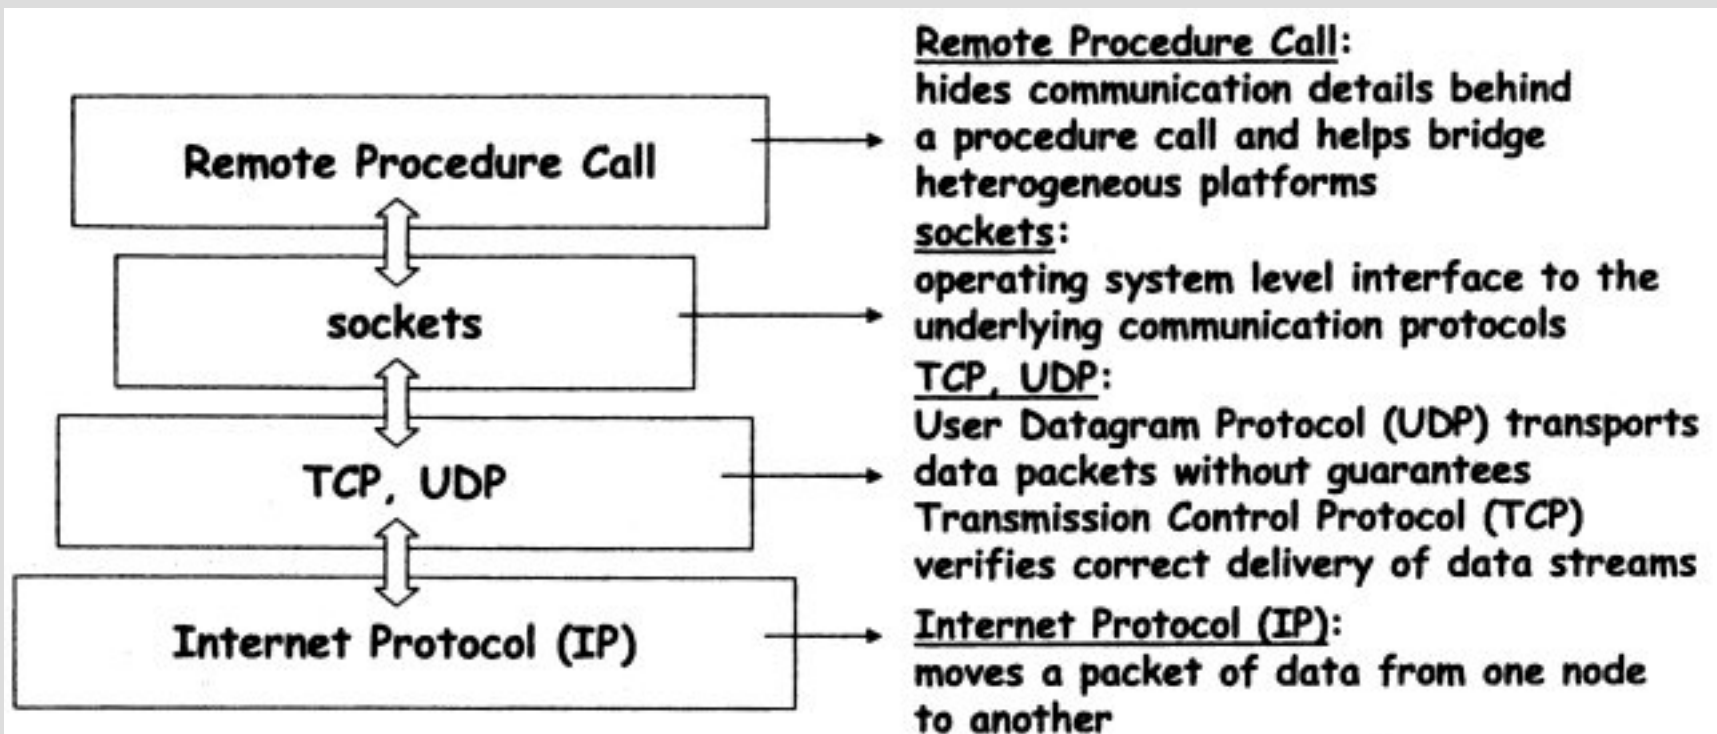 Remote Procedure Call
sockets
TCP, UDP
Internet Protocol (IP)
Remote Procedure Call:
hides communication details behind
a procedure call and helps bridge
heterogeneous platforms
sockets:
operating system level interface to the
underlying communication protocols
TCP, UDP:
User Datagram Protocol (UDP) transports
data packets without guarantees
Transmission Control Protocol (TCP)
verifies correct delivery of data streams
Internet Protocol (IP):
moves a packet of data from one node
to another